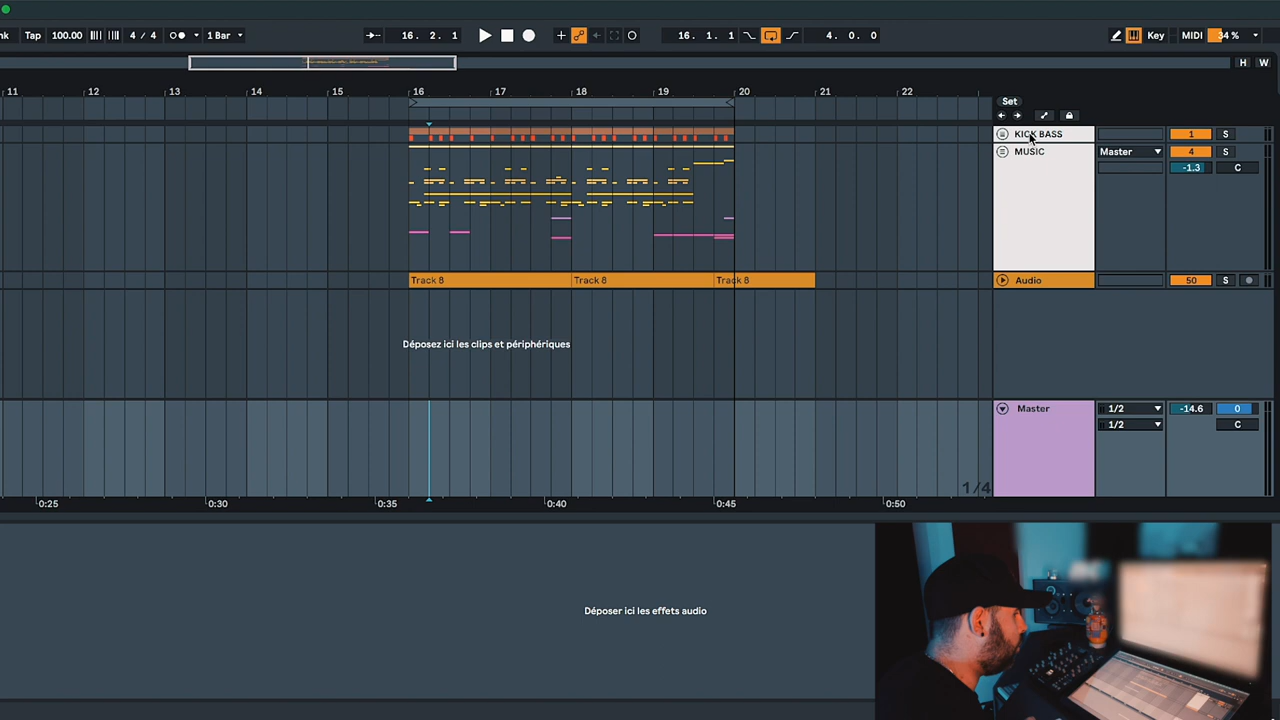 nk Tap 100.00 4 / 4 1 Bar 16. 2. 1 16. 1. 1 4. 0. 0 Key MIDI 34 %
H W
11 12 13 14 15 16 17 18 19 20 21 22
Set
KICK BASS 1 S
MUSIC Master 4 S
-1.3 C
Track 8 Track 8 Track 8 Audio 50 S
Déposez ici les clips et périphériques
Master 1/2 -14.6 0
1/2 C
1/4
0:25 0:30 0:35 0:40 0:45 0:50
Déposer ici les effets audio